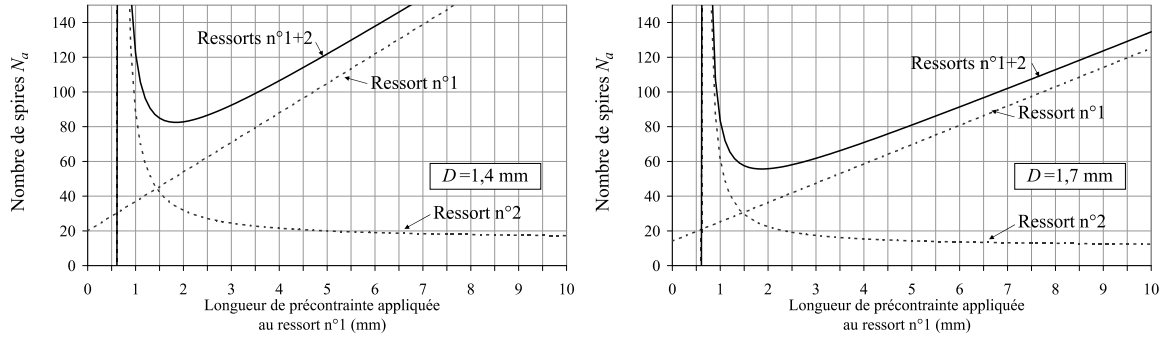 Nombre de spires Na
140
120
100
80
60
40
20
0
Ressorts n°1+2
Ressort n°1
D=1,4 mm
Ressort n°2
0 1 2 3 4 5 6 7 8 9 10
Longueur de précontrainte appliquée
au ressort n°1 (mm)
Nombre de spires Na
140
120
100
80
60
40
20
0
Ressorts n°1+2
Ressort n°1
D=1,7 mm
Ressort n°2
0 1 2 3 4 5 6 7 8 9 10
Longueur de précontrainte appliquée
au ressort n°1 (mm)